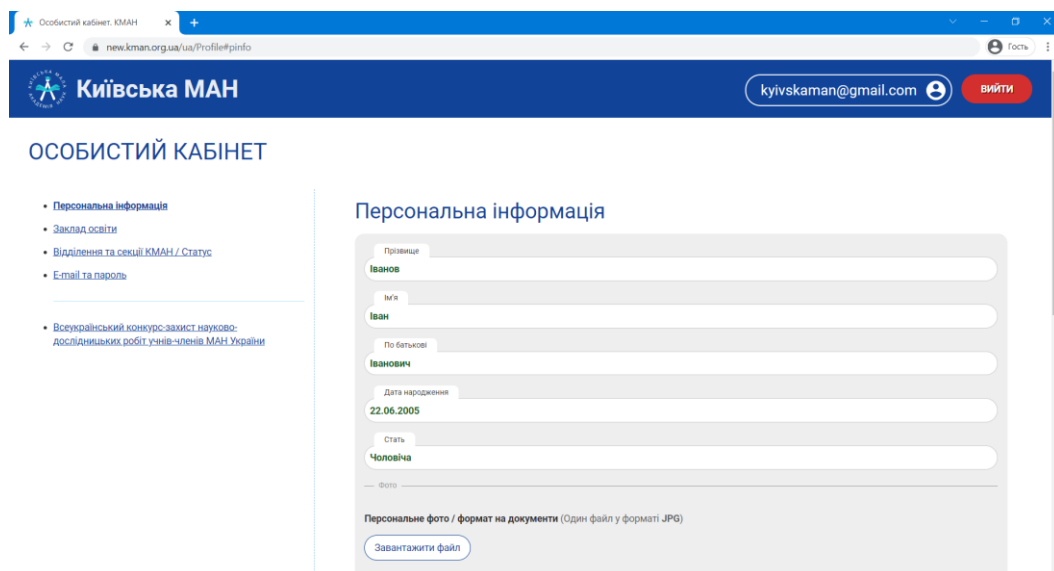 Особистий кабінет. КМАН
new.kman.org.ua/ua/Profile#pinfo
Гость
Київська МАН
kyivskaman@gmail.com
ВИЙТИ
ОСОБИСТИЙ КАБІНЕТ
Персональна інформація
Заклад освіти
Відділення та секції КМАН / Статус
E-mail та пароль
Всеукраїнський конкурс-захист науково-
дослідницьких робіт учнів-членів МАН України
Персональна інформація
Прізвище
Іванов
Ім'я
Іван
По батькові
Іванович
Дата народження
22.06.2005
Стать
Чоловіча
Фото
Персональне фото / формат на документи (Один файл у форматі JPG)
Завантажити файл